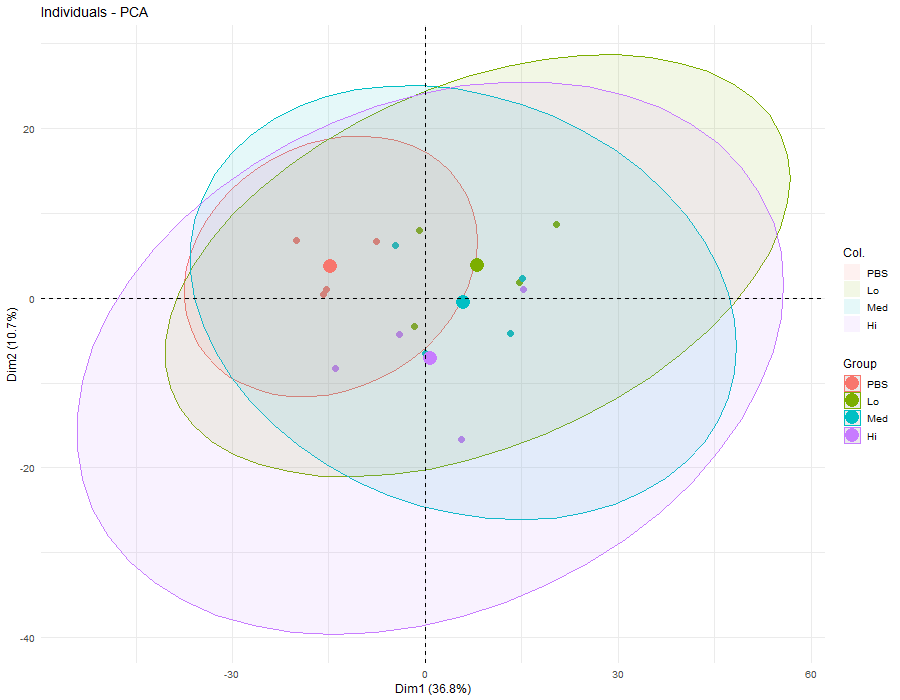 Individuals - PCA
20
0
-20
-40
Dim2 (10.7%)
-30
0
30
60
Dim1 (36.8%)
Col.
PBS
Lo
Med
Hi
Group
PBS
Lo
Med
Hi